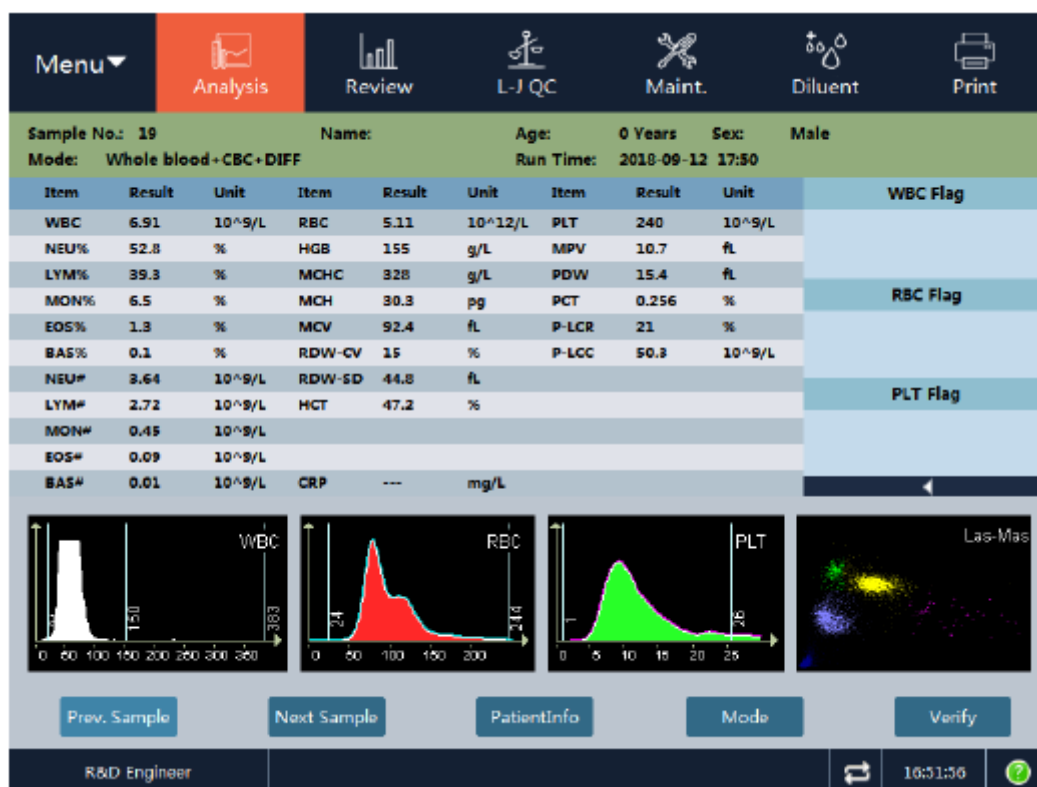 Menu▼
Analysis
Review
L-J QC
Maint.
Diluent
Print
Sample No.: 19 Name: Age: 0 Years Sex: Male
Mode: Whole blood+CBC+DIFF Run Time: 2018-09-12 17:50
Item Result Unit Item Result Unit Item Result Unit WBC Flag
WBC 6.91 10^9/L RBC 5.11 10^12/L PLT 240 10^9/L
NEU% 52.8 % HGB 155 g/L MPV 10.7 fL
LYM% 39.3 % MCHC 328 g/L PDW 15.4 fL
MON% 6.5 % MCH 30.3 pg PCT 0.256 % RBC Flag
EOS% 1.3 % MCV 92.4 fL P-LCR 21 %
BAS% 0.1 % RDW-CV 15 % P-LCC 50.3 10^9/L
NEU# 3.64 10^9/L RDW-SD 44.8 fL
LYM# 2.72 10^9/L HCT 47.2 % PLT Flag
MON# 0.45 10^9/L
EOS# 0.09 10^9/L
BAS# 0.01 10^9/L CRP --- mg/L
WBC
150
383
0 50 100 150 200 250 300 350
RBC
24
244
0 50 100 150 200
PLT
1
26
0 5 10 15 20 25
Las-Mas
Prev. Sample
Next Sample
PatientInfo
Mode
Verify
R&D Engineer
16:51:56
?